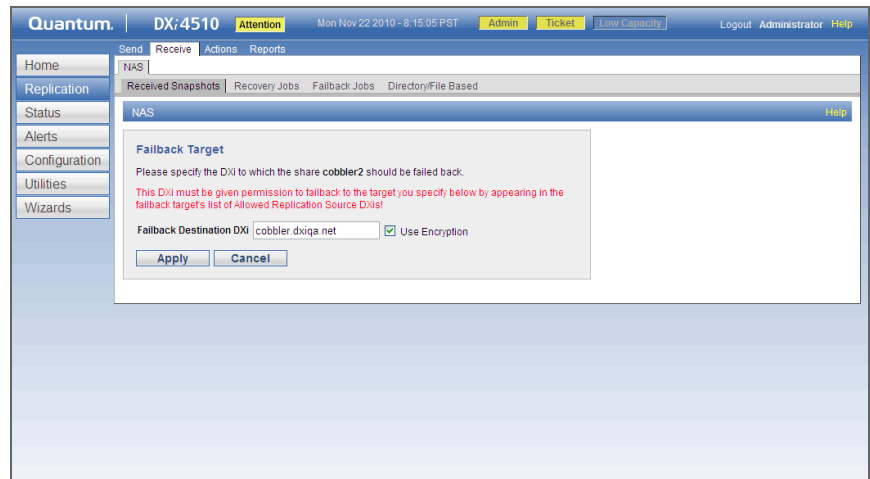 Quantum. DXi4510 Attention Mon Nov 22 2010 - 8:15:05 PST Admin Ticket Low Capacity Logout Administrator Help
Send Receive Actions Reports
Home
Replication
Status
Alerts
Configuration
Utilities
Wizards
NAS
Received Snapshots Recovery Jobs Failback Jobs Directory/File Based
NAS Help
Failback Target
Please specify the DXi to which the share cobbler2 should be failed back.
This DXi must be given permission to failback to the target you specify below by appearing in the
failback target's list of Allowed Replication Source DXis!
Failback Destination DXi cobbler.dxiqa.net Use Encryption
Apply Cancel